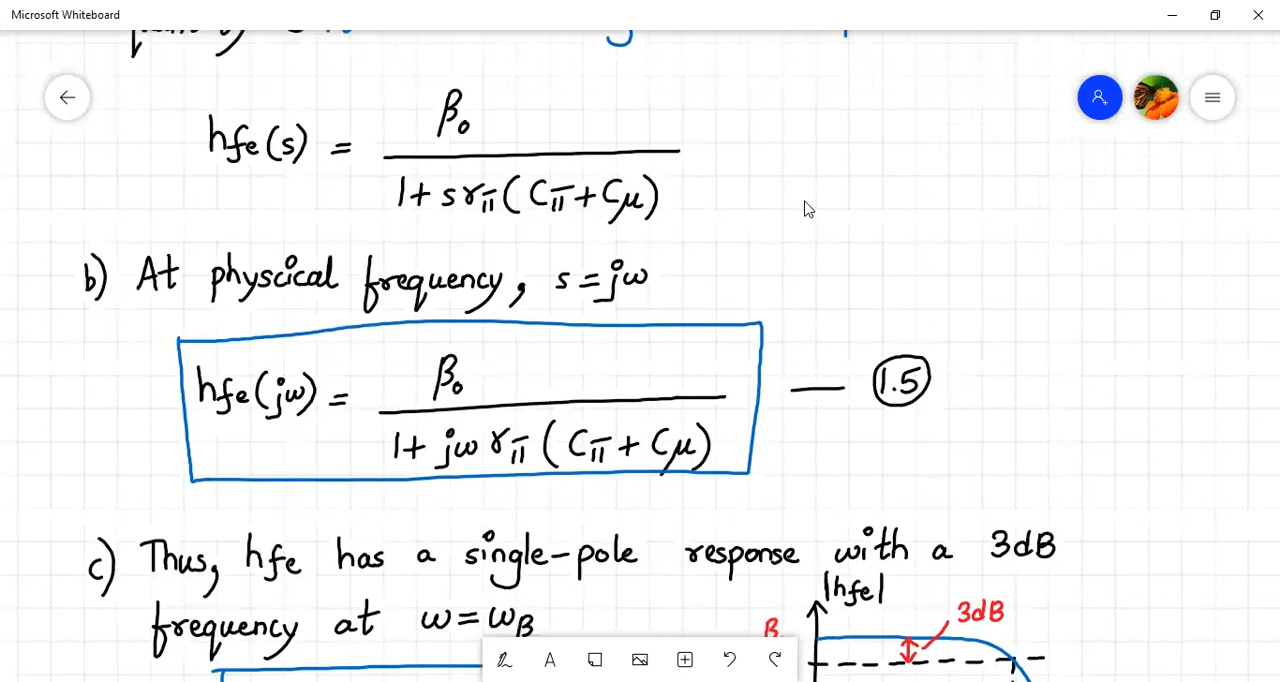 Microsoft Whiteboard
hfe(s) = β₀ / (1 + s rπ (Cπ + Cμ))
b) At physcical frequency, s = jω
hfe(jω) = β₀ / (1 + jω rπ (Cπ + Cμ)) — 1.5
c) Thus, hfe has a single-pole response with a 3dB
frequency at ω = ωβ
|hfe|
3dB
A